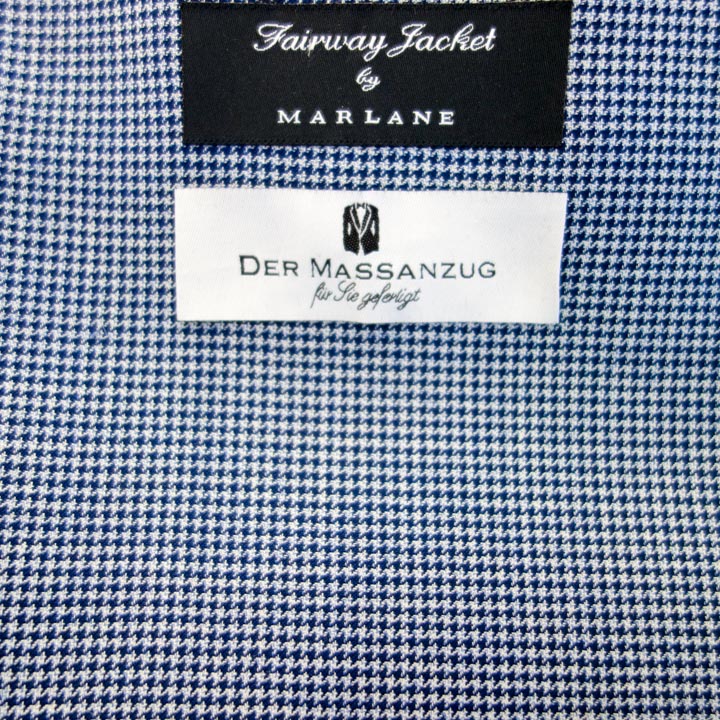 Fairway Jacket
by
MARLANE
DER MASSANZUG
für Sie gefertigt